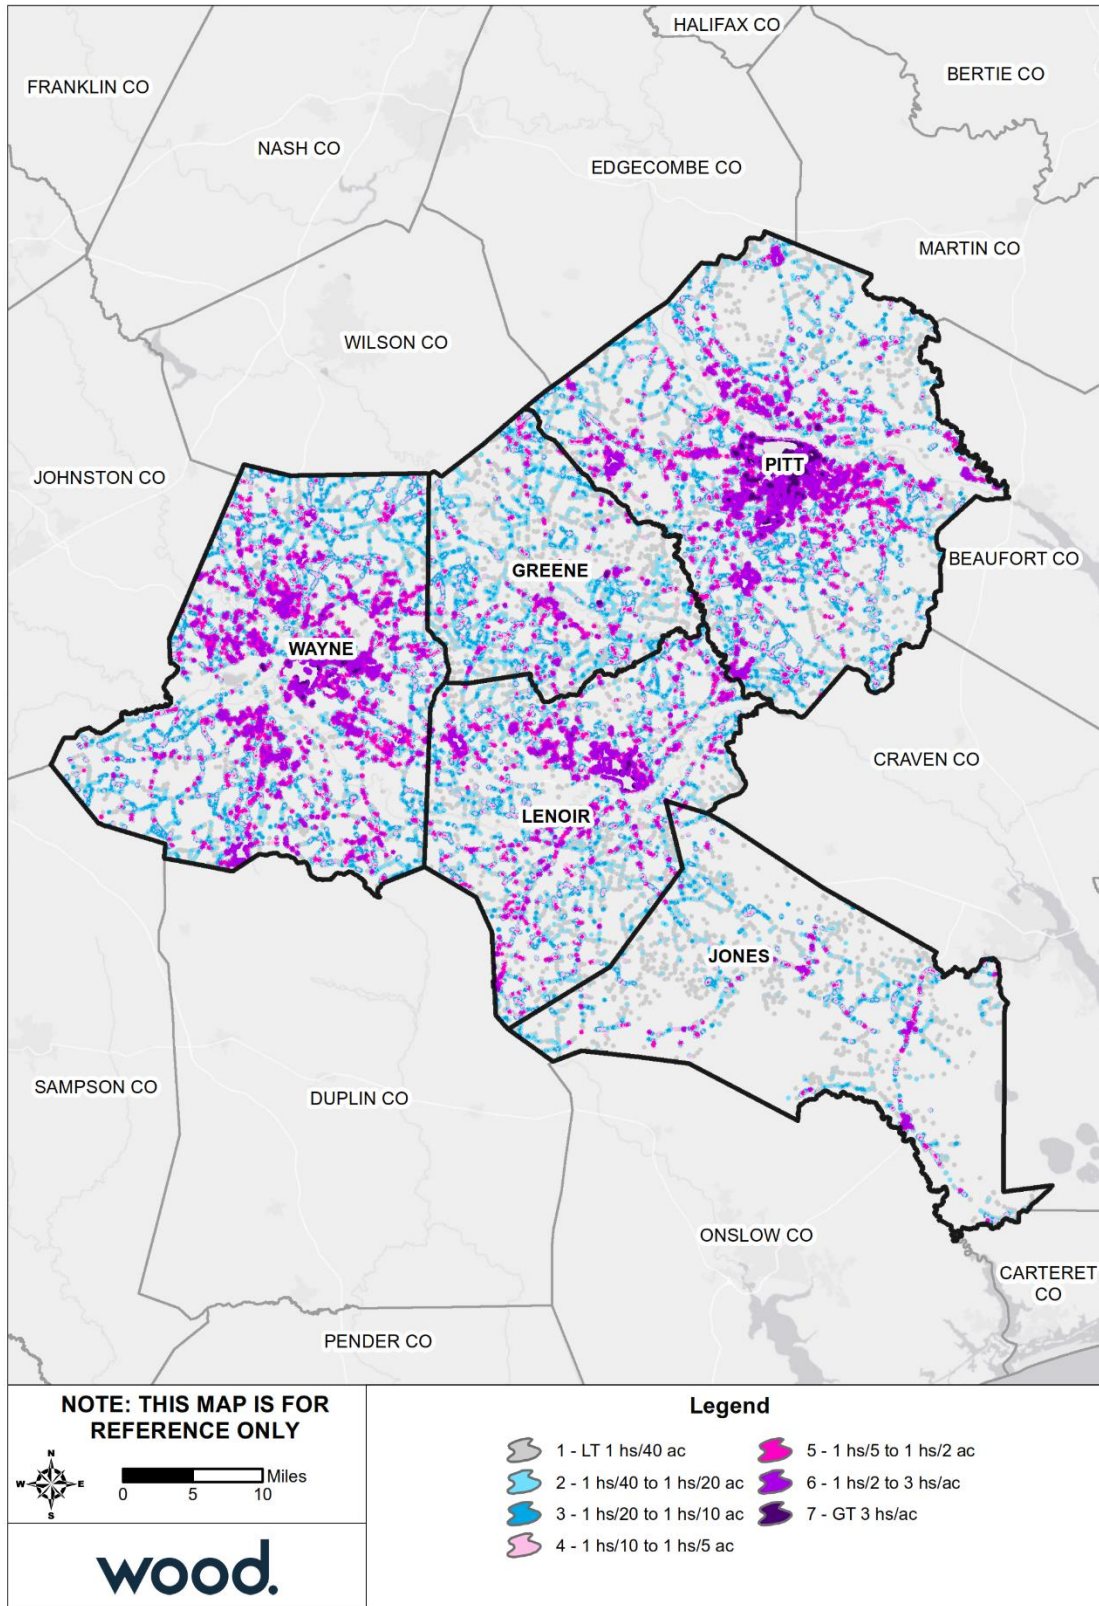 HALIFAX CO
BERTIE CO
FRANKLIN CO
NASH CO
EDGECOMBE CO
MARTIN CO
WILSON CO
PITT
JOHNSTON CO
BEAUFORT CO
GREENE
WAYNE
CRAVEN CO
LENOIR
JONES
SAMPSON CO
DUPLIN CO
ONSLOW CO
CARTERET
CO
PENDER CO
NOTE: THIS MAP IS FOR
REFERENCE ONLY
N
W E
S
Miles
0 5 10
wood.
Legend
1 - LT 1 hs/40 ac
2 - 1 hs/40 to 1 hs/20 ac
3 - 1 hs/20 to 1 hs/10 ac
4 - 1 hs/10 to 1 hs/5 ac
5 - 1 hs/5 to 1 hs/2 ac
6 - 1 hs/2 to 3 hs/ac
7 - GT 3 hs/ac